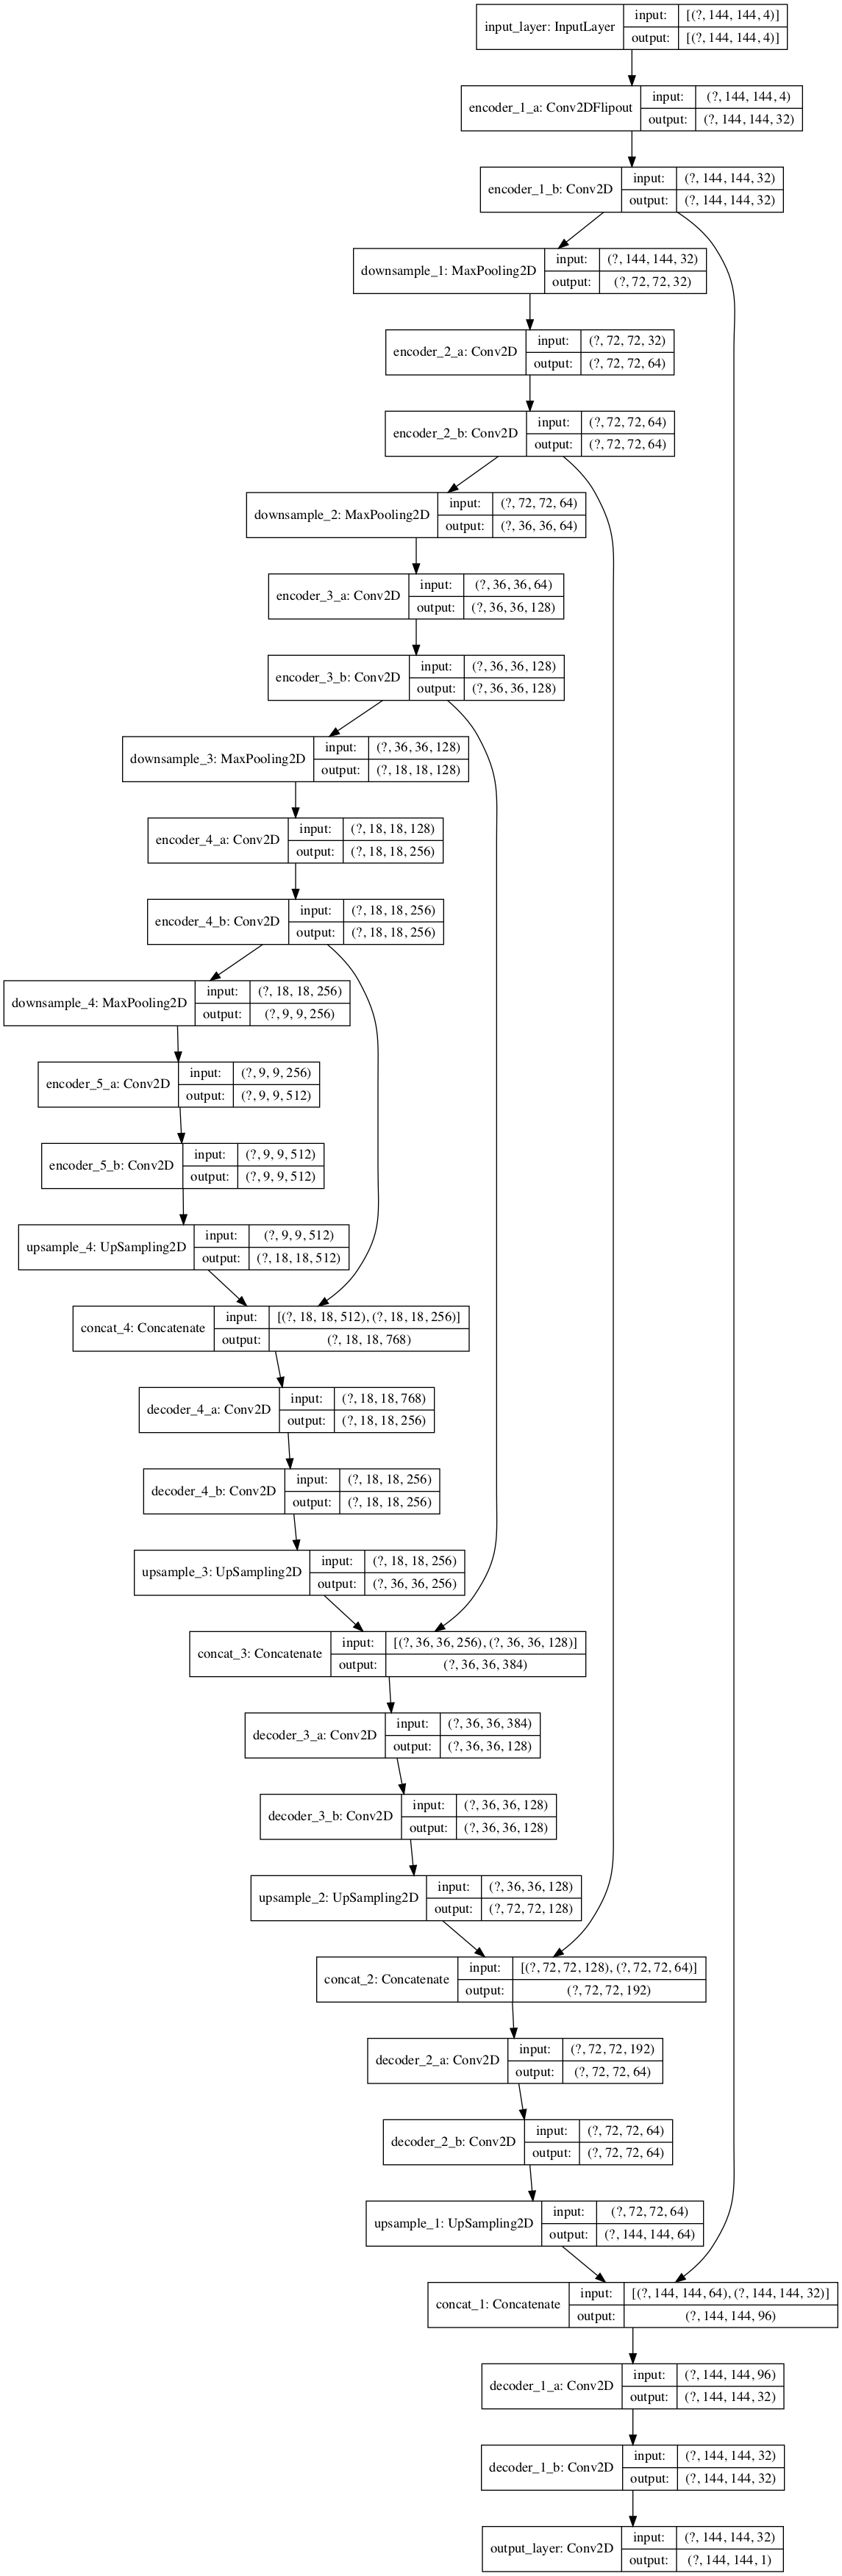 input_layer: InputLayer
input: [(?, 144, 144, 4)]
output: [(?, 144, 144, 4)]
encoder_1_a: Conv2DFlipout
input: (?, 144, 144, 4)
output: (?, 144, 144, 32)
encoder_1_b: Conv2D
input: (?, 144, 144, 32)
output: (?, 144, 144, 32)
downsample_1: MaxPooling2D
input: (?, 144, 144, 32)
output: (?, 72, 72, 32)
encoder_2_a: Conv2D
input: (?, 72, 72, 32)
output: (?, 72, 72, 64)
encoder_2_b: Conv2D
input: (?, 72, 72, 64)
output: (?, 72, 72, 64)
downsample_2: MaxPooling2D
input: (?, 72, 72, 64)
output: (?, 36, 36, 64)
encoder_3_a: Conv2D
input: (?, 36, 36, 64)
output: (?, 36, 36, 128)
encoder_3_b: Conv2D
input: (?, 36, 36, 128)
output: (?, 36, 36, 128)
downsample_3: MaxPooling2D
input: (?, 36, 36, 128)
output: (?, 18, 18, 128)
encoder_4_a: Conv2D
input: (?, 18, 18, 128)
output: (?, 18, 18, 256)
encoder_4_b: Conv2D
input: (?, 18, 18, 256)
output: (?, 18, 18, 256)
downsample_4: MaxPooling2D
input: (?, 18, 18, 256)
output: (?, 9, 9, 256)
encoder_5_a: Conv2D
input: (?, 9, 9, 256)
output: (?, 9, 9, 512)
encoder_5_b: Conv2D
input: (?, 9, 9, 512)
output: (?, 9, 9, 512)
upsample_4: UpSampling2D
input: (?, 9, 9, 512)
output: (?, 18, 18, 512)
concat_4: Concatenate
input: [(?, 18, 18, 512), (?, 18, 18, 256)]
output: (?, 18, 18, 768)
decoder_4_a: Conv2D
input: (?, 18, 18, 768)
output: (?, 18, 18, 256)
decoder_4_b: Conv2D
input: (?, 18, 18, 256)
output: (?, 18, 18, 256)
upsample_3: UpSampling2D
input: (?, 18, 18, 256)
output: (?, 36, 36, 256)
concat_3: Concatenate
input: [(?, 36, 36, 256), (?, 36, 36, 128)]
output: (?, 36, 36, 384)
decoder_3_a: Conv2D
input: (?, 36, 36, 384)
output: (?, 36, 36, 128)
decoder_3_b: Conv2D
input: (?, 36, 36, 128)
output: (?, 36, 36, 128)
upsample_2: UpSampling2D
input: (?, 36, 36, 128)
output: (?, 72, 72, 128)
concat_2: Concatenate
input: [(?, 72, 72, 128), (?, 72, 72, 64)]
output: (?, 72, 72, 192)
decoder_2_a: Conv2D
input: (?, 72, 72, 192)
output: (?, 72, 72, 64)
decoder_2_b: Conv2D
input: (?, 72, 72, 64)
output: (?, 72, 72, 64)
upsample_1: UpSampling2D
input: (?, 72, 72, 64)
output: (?, 144, 144, 64)
concat_1: Concatenate
input: [(?, 144, 144, 64), (?, 144, 144, 32)]
output: (?, 144, 144, 96)
decoder_1_a: Conv2D
input: (?, 144, 144, 96)
output: (?, 144, 144, 32)
decoder_1_b: Conv2D
input: (?, 144, 144, 32)
output: (?, 144, 144, 32)
output_layer: Conv2D
input: (?, 144, 144, 32)
output: (?, 144, 144, 1)